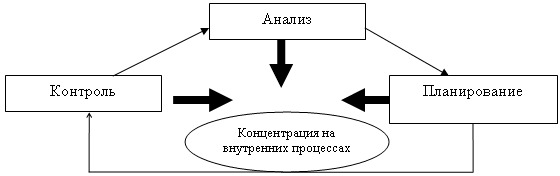 Анализ
Контроль
Планирование
Концентрация на
внутренних процессах